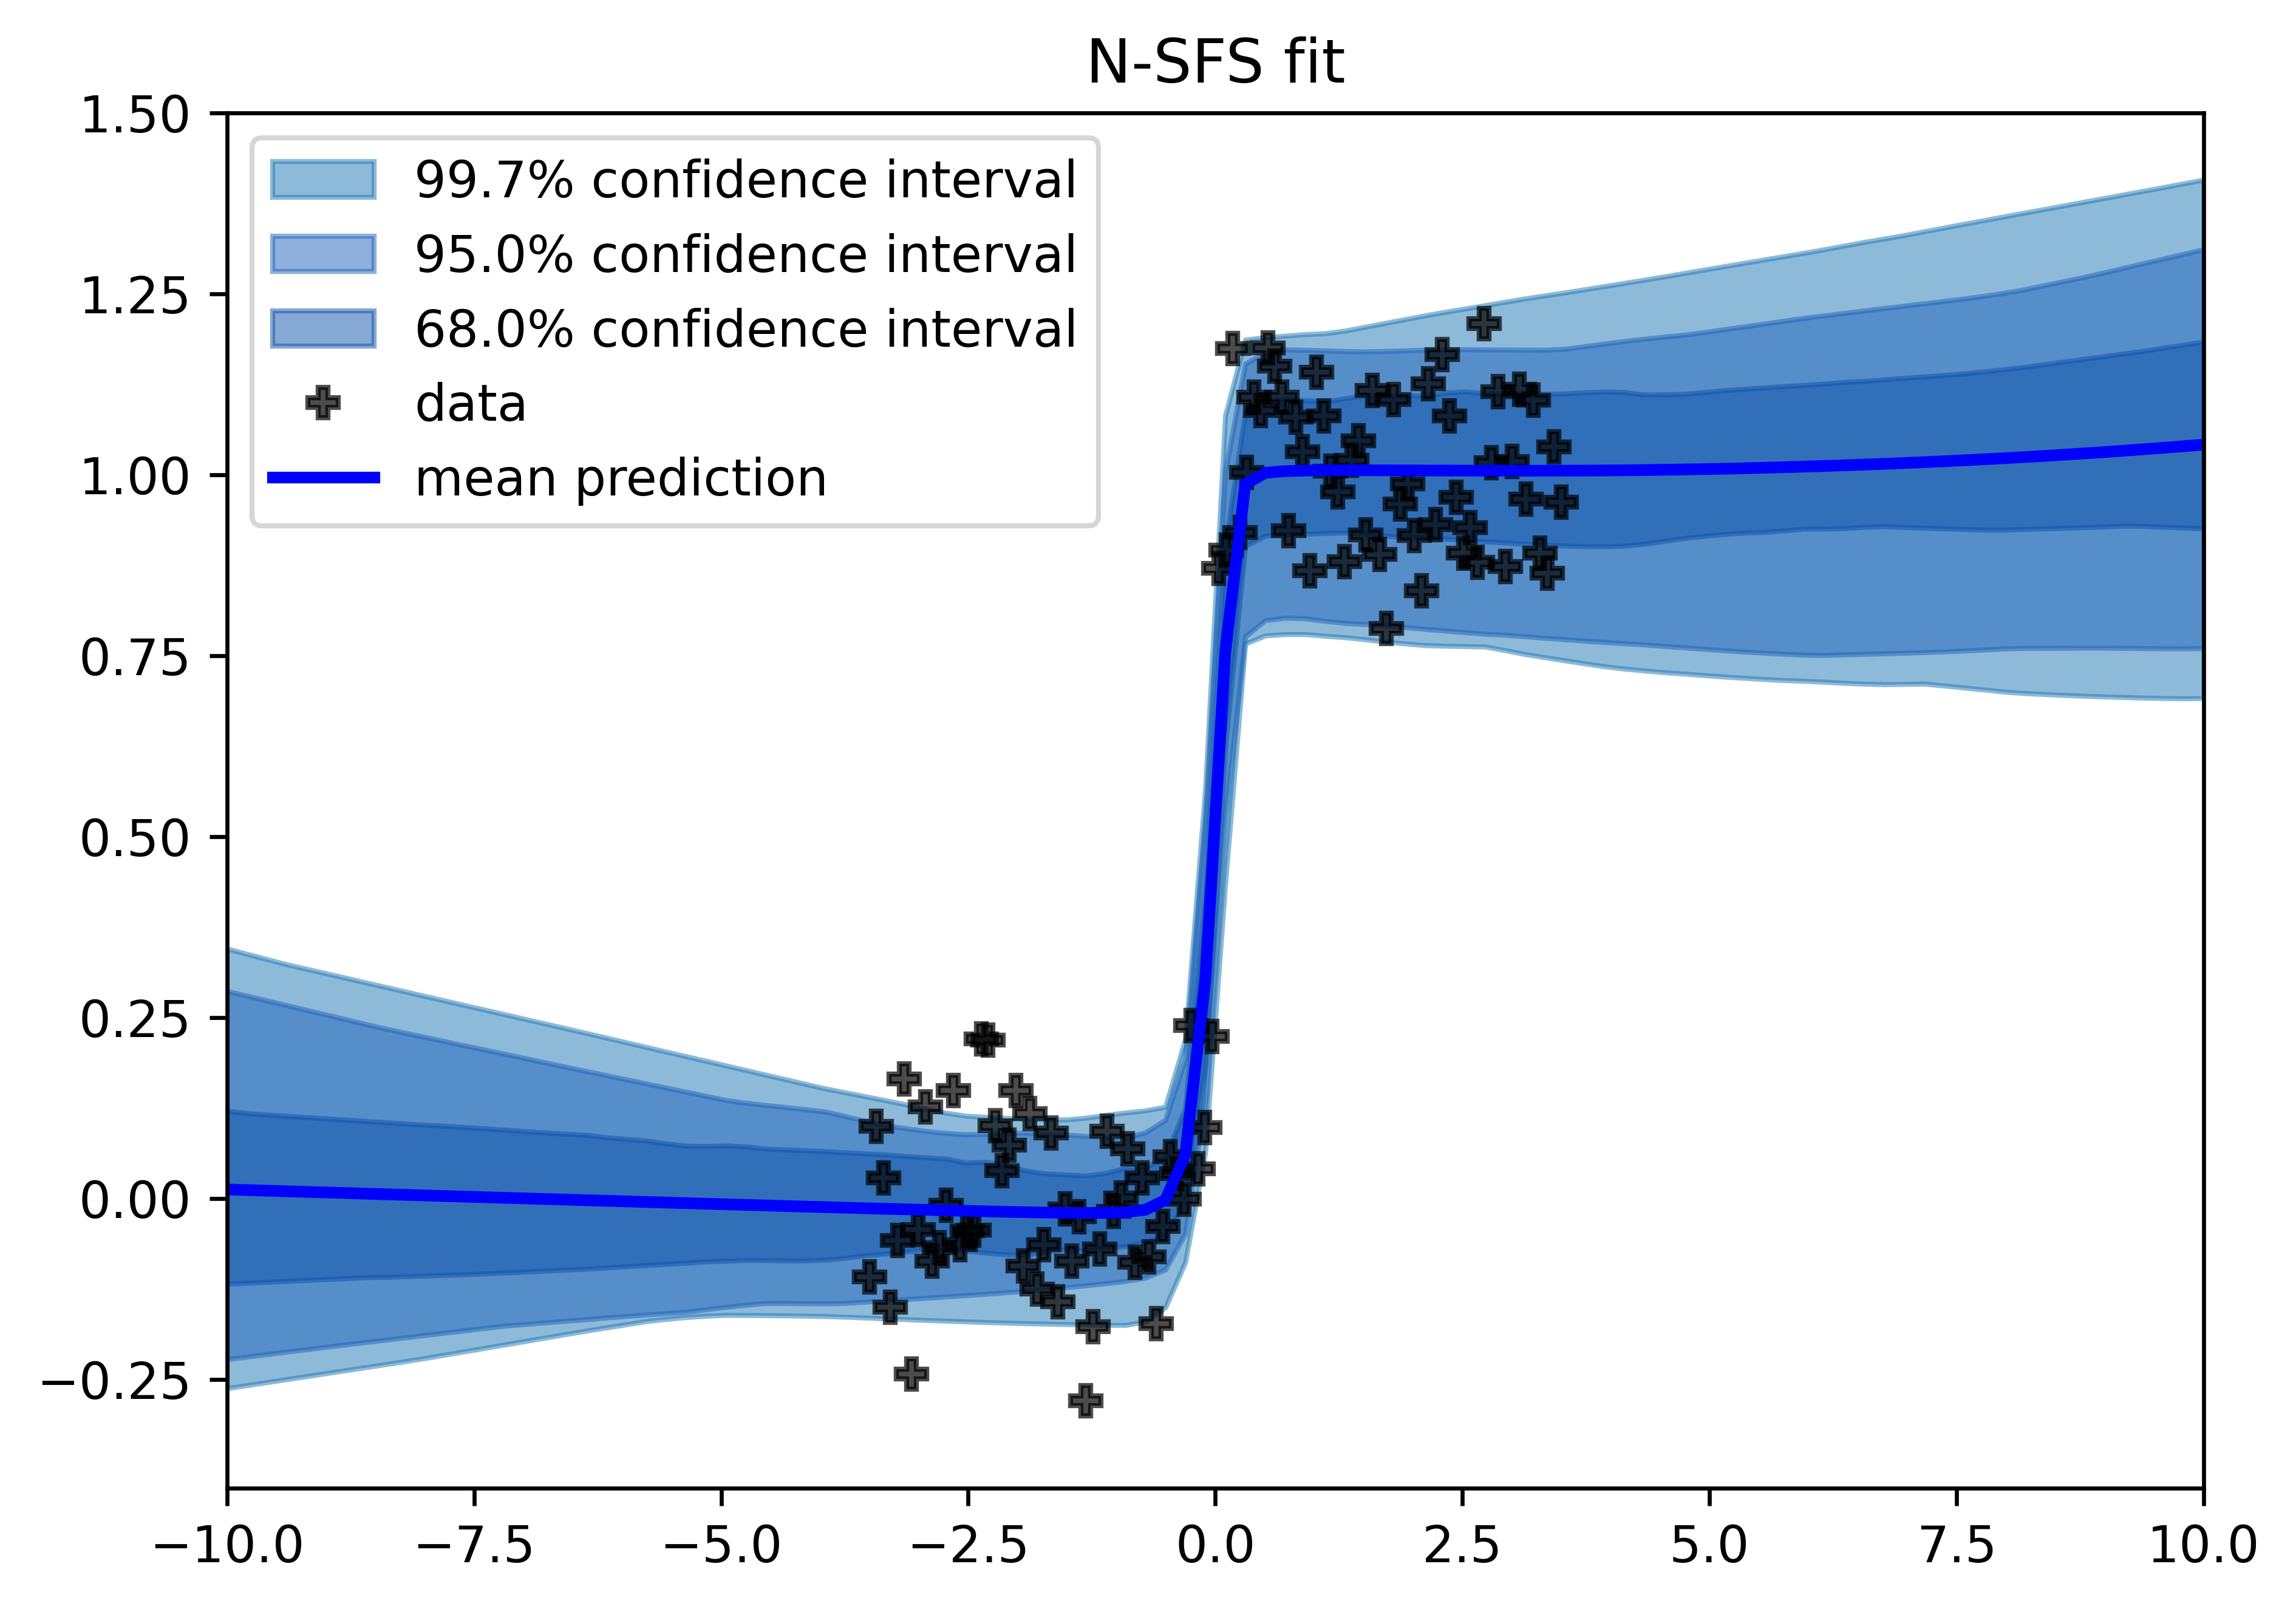 N-SFS fit
1.50
1.25
1.00
0.75
0.50
0.25
0.00
−0.25
99.7% confidence interval
95.0% confidence interval
68.0% confidence interval
data
mean prediction
−10.0 −7.5 −5.0 −2.5 0.0 2.5 5.0 7.5 10.0